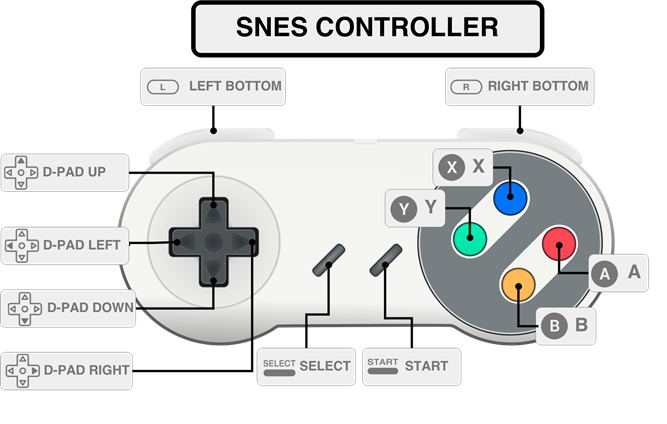 SNES CONTROLLER
L LEFT BOTTOM
R RIGHT BOTTOM
D-PAD UP
X X
Y Y
D-PAD LEFT
A A
D-PAD DOWN
B B
SELECT SELECT
START START
D-PAD RIGHT